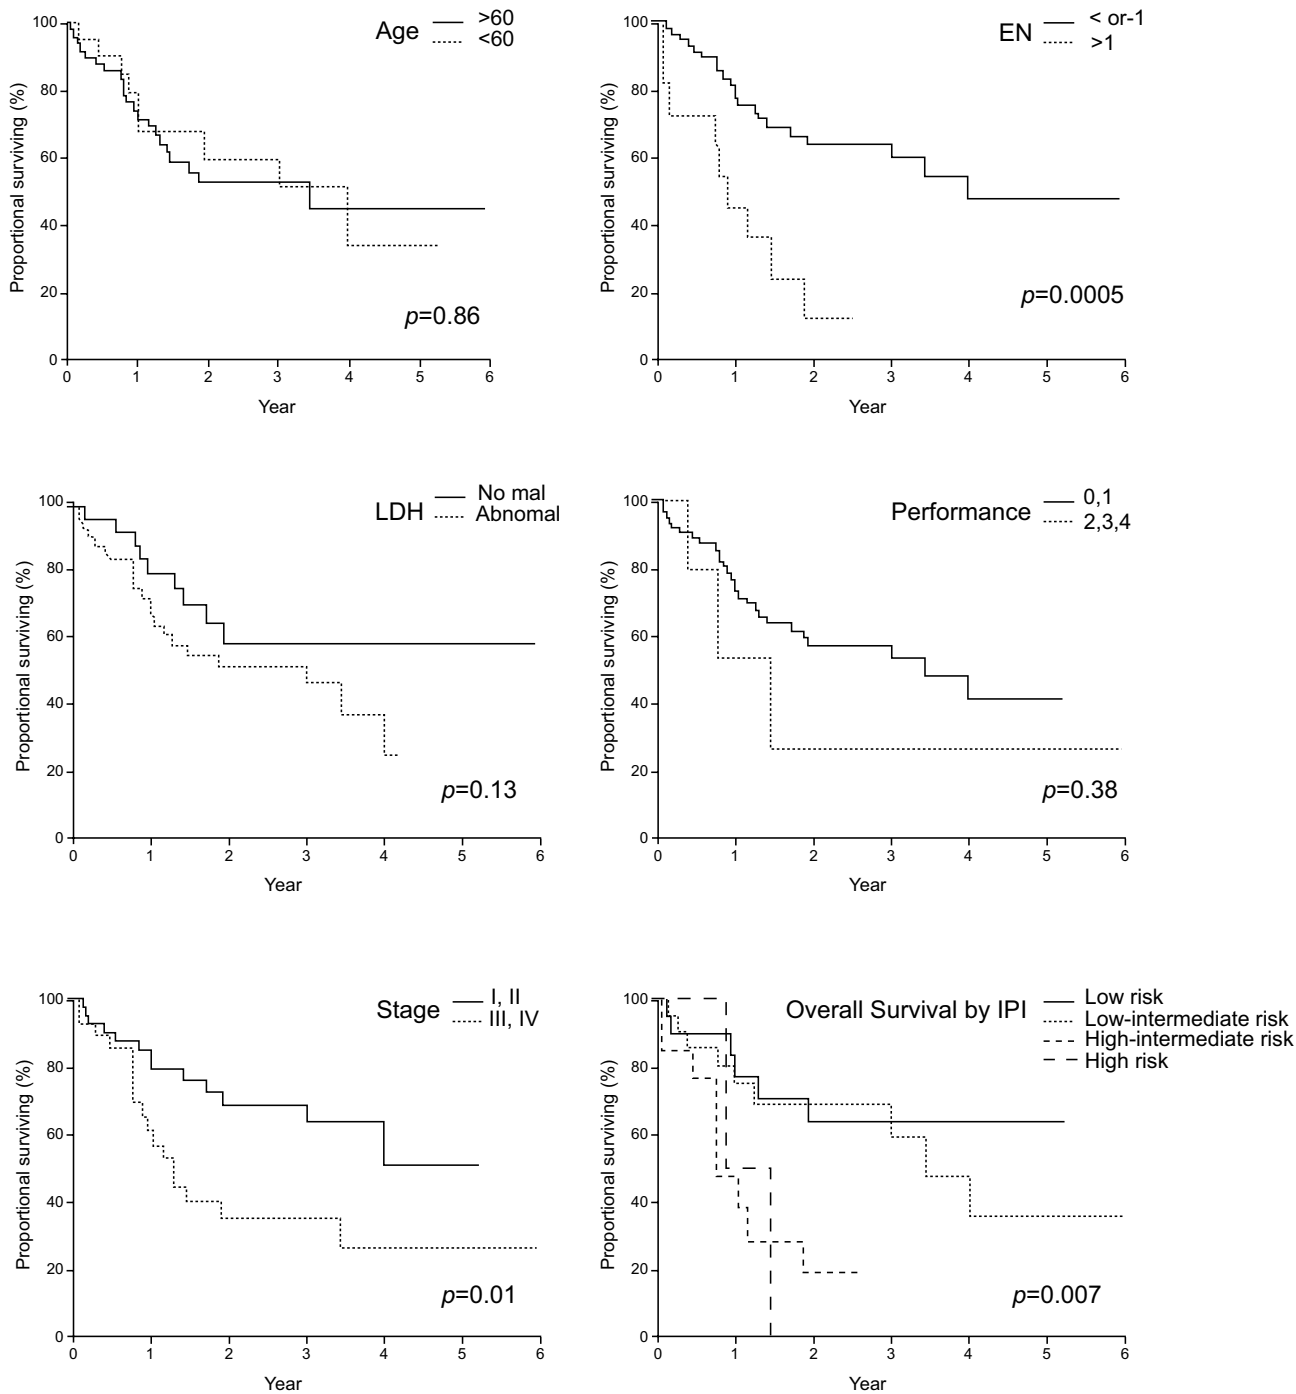 Age
>60
<60
100
80
60
40
20
0
Proportional surviving (%)
p=0.86
0 1 2 3 4 5 6
Year
EN
< or-1
>1
100
80
60
40
20
0
Proportional surviving (%)
p=0.0005
0 1 2 3 4 5 6
Year
LDH
No mal
Abnomal
100
80
60
40
20
0
Proportional surviving (%)
p=0.13
0 1 2 3 4 5 6
Year
Performance
0,1
2,3,4
100
80
60
40
20
0
Proportional surviving (%)
p=0.38
0 1 2 3 4 5 6
Year
Stage
I, II
III, IV
100
80
60
40
20
0
Proportional surviving (%)
p=0.01
0 1 2 3 4 5 6
Year
Overall Survival by IPI
Low risk
Low-intermediate risk
High-intermediate risk
High risk
100
80
60
40
20
0
Proportional surviving (%)
p=0.007
0 1 2 3 4 5 6
Year